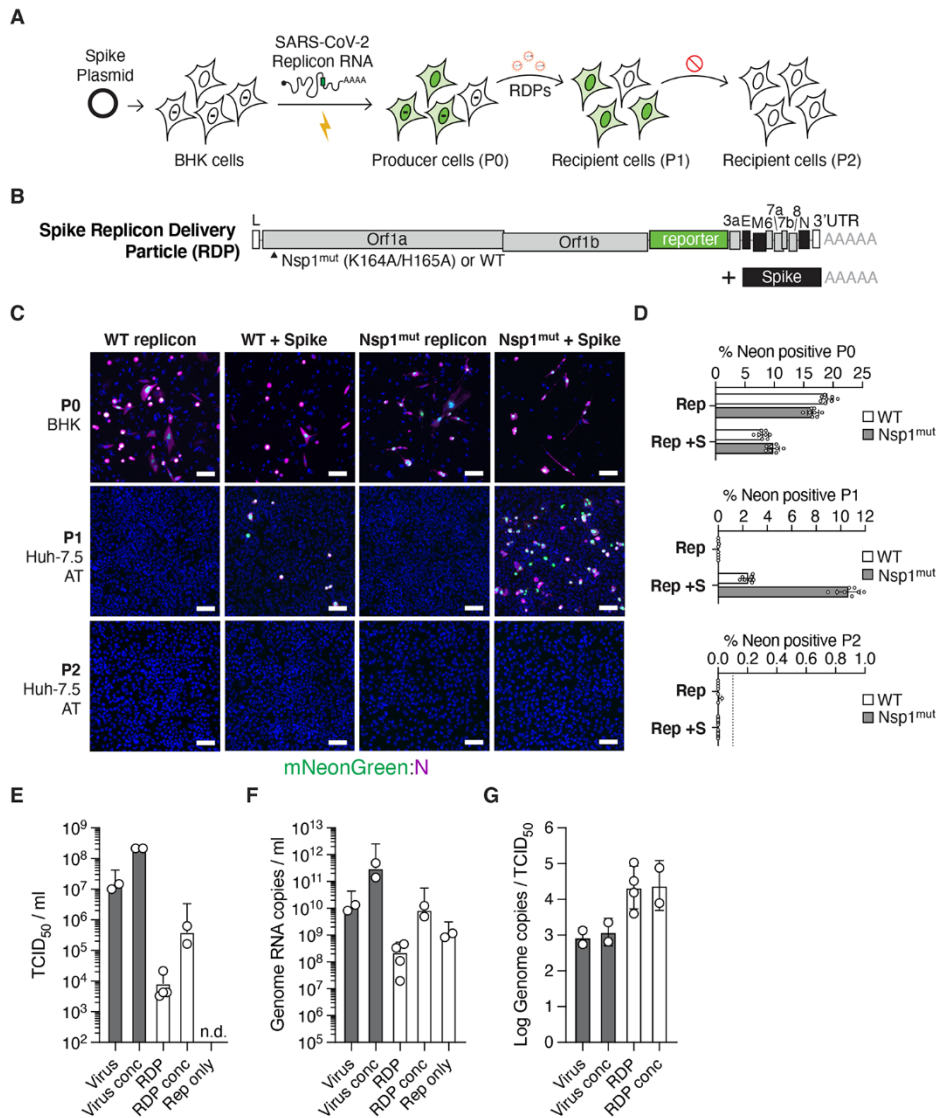 A
Spike
Plasmid
BHK cells
SARS-CoV-2
Replicon RNA
AAAA
Producer cells (P0)
RDPs
Recipient cells (P1)
Recipient cells (P2)
B
Spike Replicon Delivery
Particle (RDP)
L
Orf1a
Orf1b
reporter
3a E M 6 7a 7b 8 N 3'UTR
AAAAA
Nsp1mut (K164A/H165A) or WT
+ Spike AAAAA
C
WT replicon
WT + Spike
Nsp1mut replicon
Nsp1mut + Spike
P0
BHK
P1
Huh-7.5
AT
P2
Huh-7.5
AT
mNeonGreen:N
D
% Neon positive P0
0 5 10 15 20 25
Rep
Rep +S
WT
Nsp1mut
% Neon positive P1
0 2 4 6 8 10 12
Rep
Rep +S
WT
Nsp1mut
% Neon positive P2
0.0 0.2 0.4 0.6 0.8 1.0
Rep
Rep +S
WT
Nsp1mut
E
TCID50 / ml
10^9
10^8
10^7
10^6
10^5
10^4
10^3
10^2
n.d.
Virus
Virus conc
RDP
RDP conc
Rep only
F
Genome RNA copies / ml
10^13
10^12
10^11
10^10
10^9
10^8
10^7
10^6
10^5
10^4
10^3
10^2
Virus
Virus conc
RDP
RDP conc
Rep only
G
Log Genome copies / TCID50
6
5
4
3
2
1
0
Virus
Virus conc
RDP
RDP conc